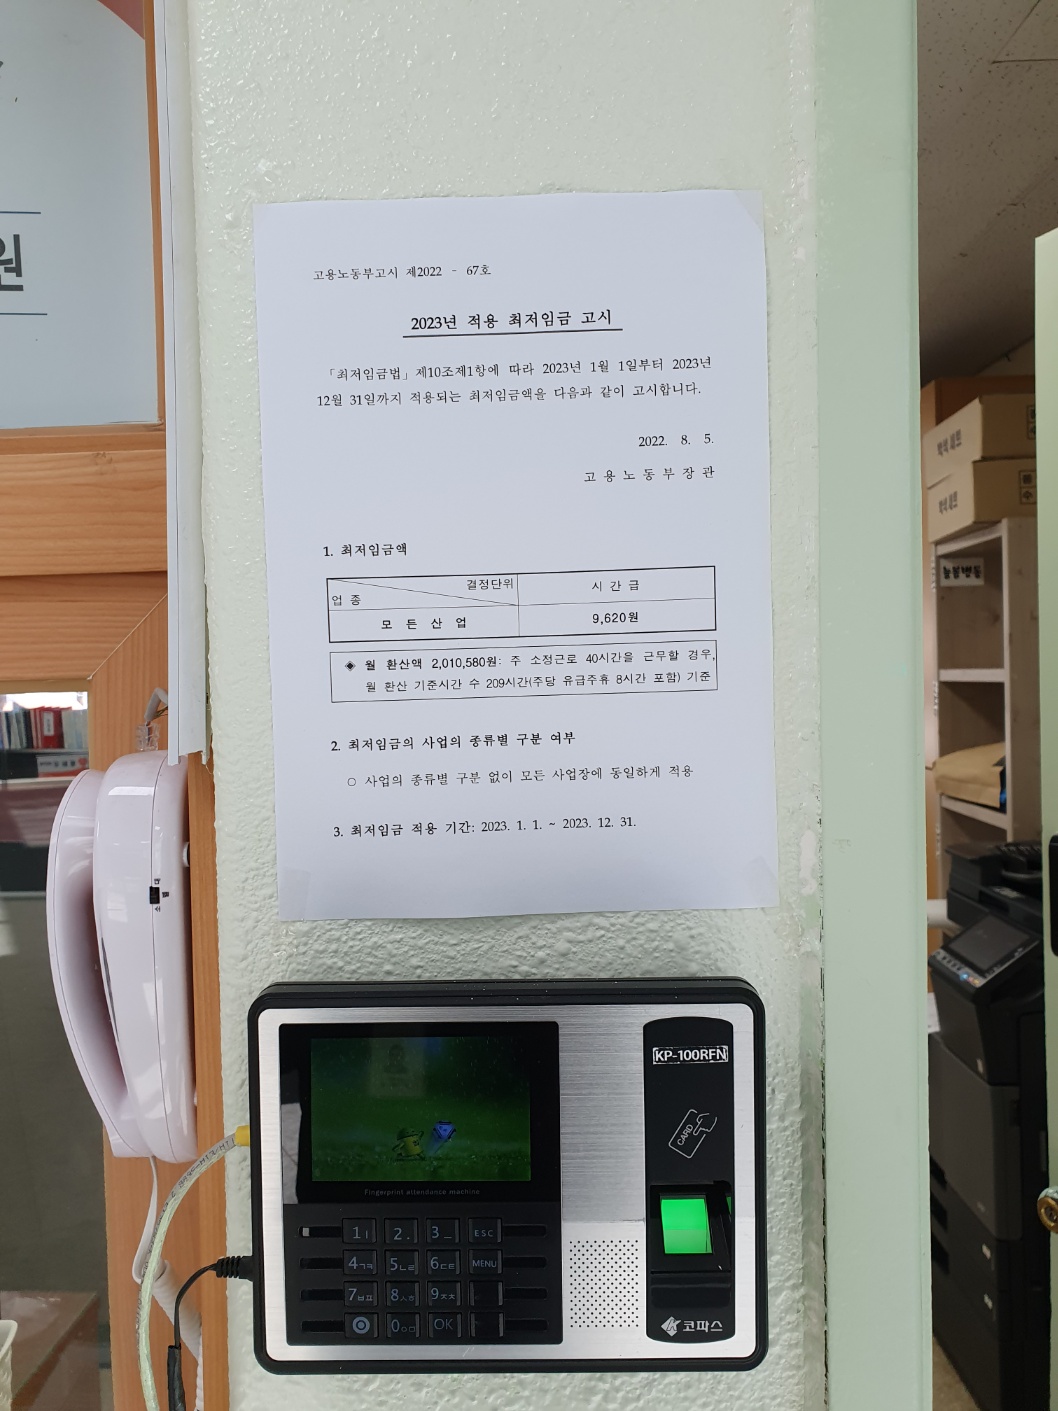 원
고용노동부고시 제2022 - 67호
2023년 적용 최저임금 고시
「최저임금법」제10조제1항에 따라 2023년 1월 1일부터 2023년
12월 31일까지 적용되는 최저임금액을 다음과 같이 고시합니다.
2022. 8. 5.
고 용 노 동 부 장 관
1. 최저임금액
결정단위
업 종
시 간 급
모 든 산 업
9,620원
◈ 월 환산액 2,010,580원: 주 소정근로 40시간을 근무할 경우,
월 환산 기준시간 수 209시간(주당 유급주휴 8시간 포함) 기준
2. 최저임금의 사업의 종류별 구분 여부
○ 사업의 종류별 구분 없이 모든 사업장에 동일하게 적용
3. 최저임금 적용 기간: 2023. 1. 1. ~ 2023. 12. 31.
KP-100RFN
CARD
Fingerprint attendance machine
1ㅣ 2. 3ㅡ ESC
4ㄱㅋ 5ㄴㄹ 6ㄷㅌ MENU
7ㅂㅍ 8ㅅㅎ 9ㅈㅊ
0ㅇㅁ OK
코파스